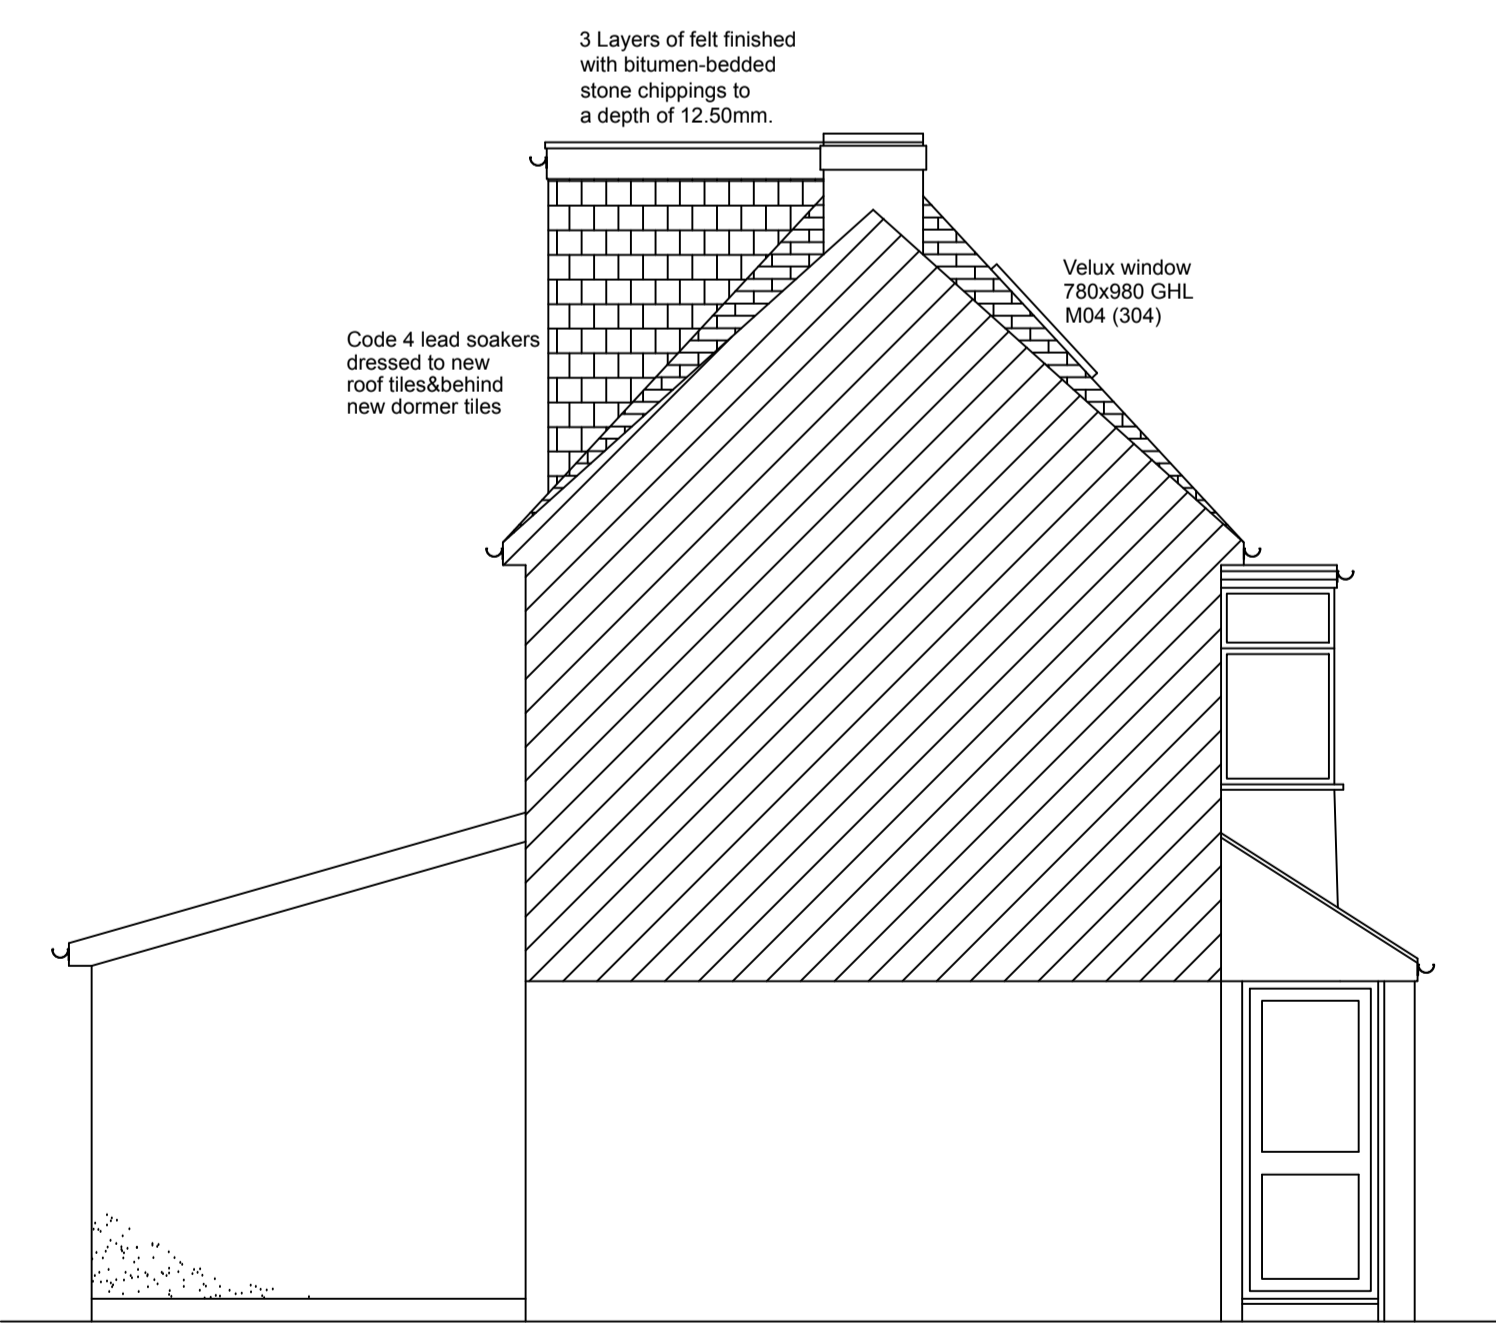 3 Layers of felt finished
with bitumen-bedded
stone chippings to
a depth of 12.50mm.
Velux window
780x980 GHL
M04 (304)
Code 4 lead soakers
dressed to new
roof tiles&behind
new dormer tiles